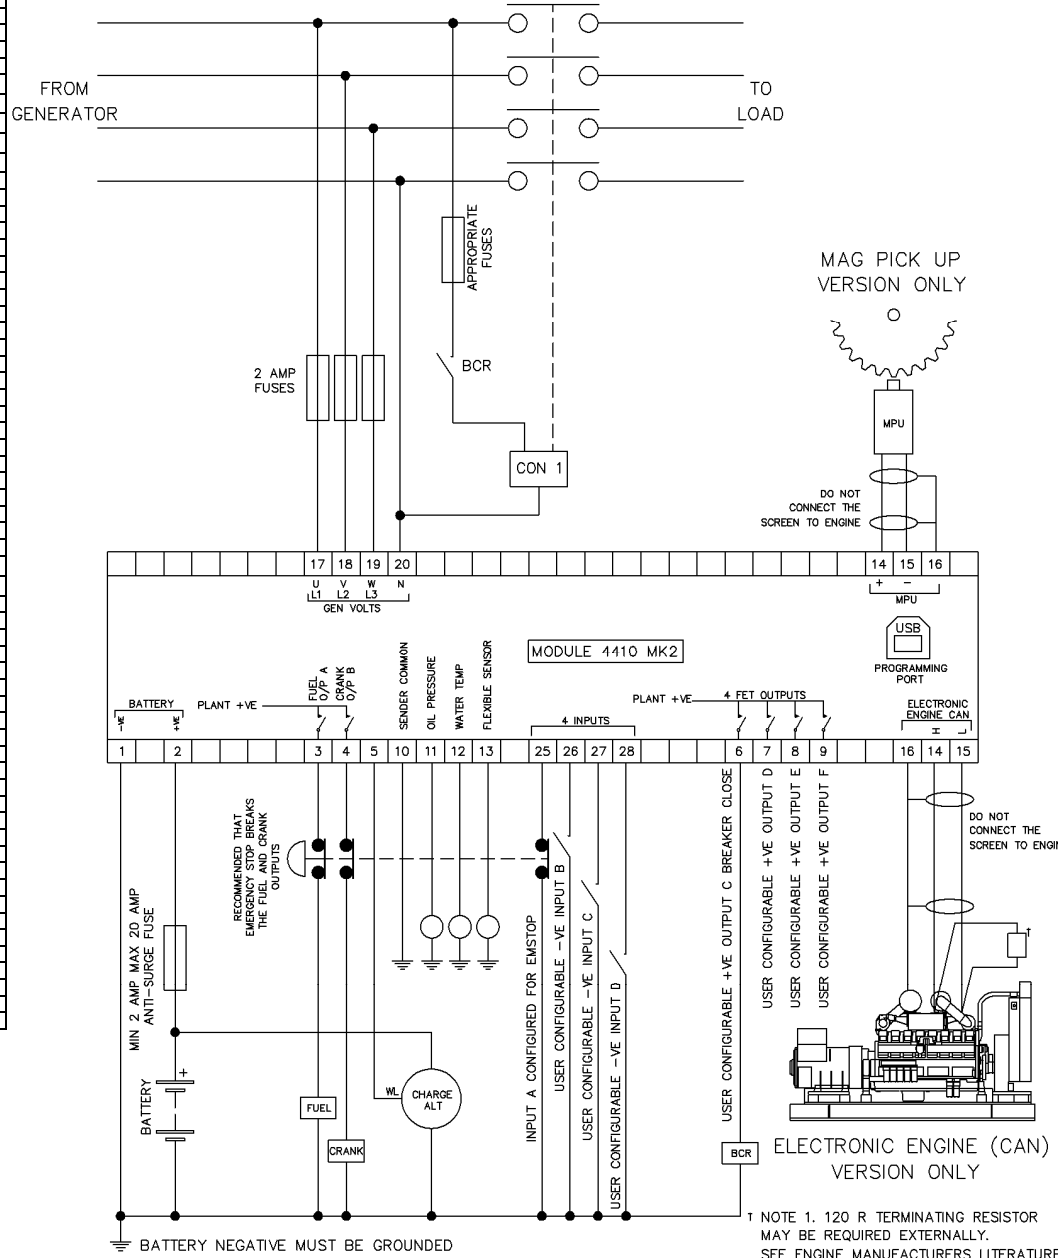 FROM
GENERATOR
TO
LOAD
APPROPRIATE
FUSES
MAG PICK UP
VERSION ONLY
2 AMP
FUSES
BCR
MPU
CON 1
DO NOT
CONNECT THE
SCREEN TO ENGINE
17 18 19 20
14 15 16
U V W N
L1 L2 L3
GEN VOLTS
+ −
MPU
USB
PROGRAMMING
PORT
MODULE 4410 MK2
BATTERY
-VE
+VE
PLANT +VE
FUEL
O/P A
CRANK
O/P B
SENDER COMMON
OIL PRESSURE
WATER TEMP
FLEXIBLE SENSOR
4 INPUTS
PLANT +VE
4 FET OUTPUTS
ELECTRONIC
ENGINE CAN
H
L
1 2 3 4 5 10 11 12 13 25 26 27 28 6 7 8 9 16 14 15
RECOMMENDED THAT
EMERGENCY STOP BREAKS
THE FUEL AND CRANK
OUTPUTS
MIN 2 AMP MAX 20 AMP
ANTI-SURGE FUSE
BATTERY
+
FUEL
CRANK
WL
CHARGE
ALT
INPUT A CONFIGURED FOR EMSTOP
USER CONFIGURABLE -VE INPUT B
USER CONFIGURABLE -VE INPUT C
USER CONFIGURABLE -VE INPUT D
USER CONFIGURABLE +VE OUTPUT C BREAKER CLOSE
USER CONFIGURABLE +VE OUTPUT D
USER CONFIGURABLE +VE OUTPUT E
USER CONFIGURABLE +VE OUTPUT F
BCR
DO NOT
CONNECT THE
SCREEN TO ENGI
†
ELECTRONIC ENGINE (CAN)
VERSION ONLY
† NOTE 1. 120 R TERMINATING RESISTOR
MAY BE REQUIRED EXTERNALLY.
SEE ENGINE MANUFACTURERS LITERATURE
BATTERY NEGATIVE MUST BE GROUNDED